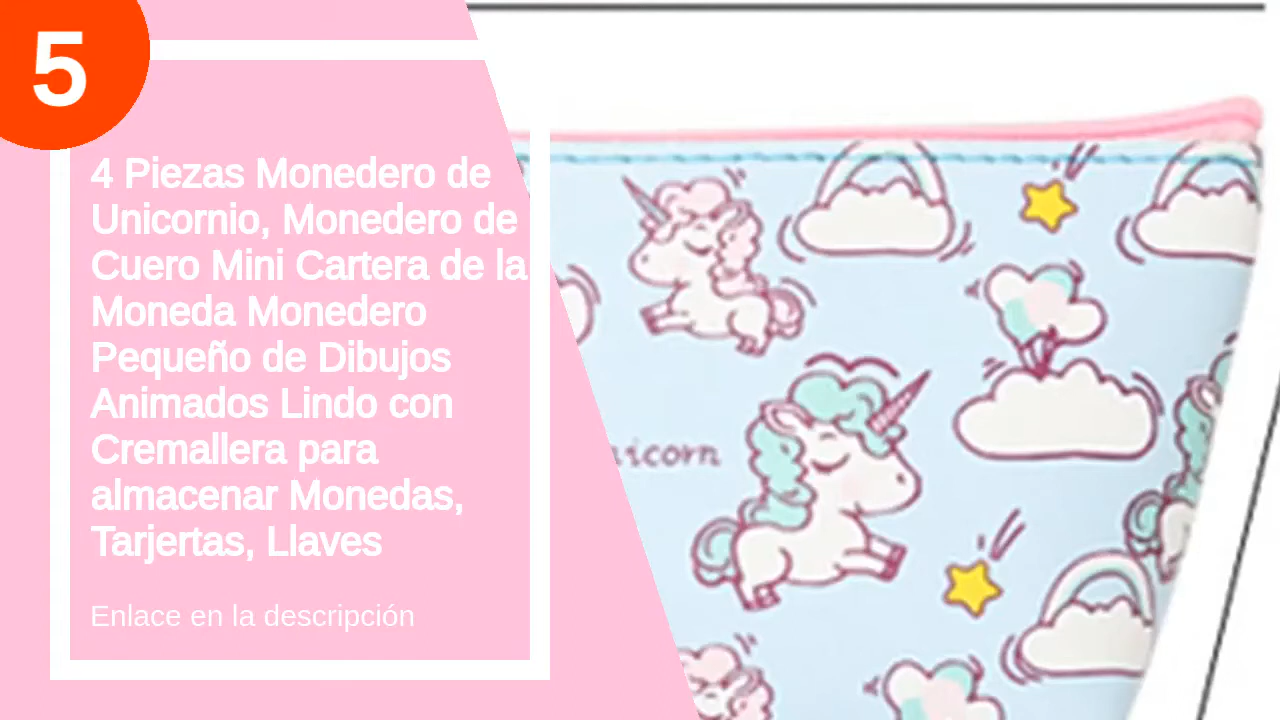 5
4 Piezas Monedero de
Unicornio, Monedero de
Cuero Mini Cartera de la
Moneda Monedero
Pequeño de Dibujos
Animados Lindo con
Cremallera para
almacenar Monedas,
Tarjertas, Llaves
Enlace en la descripción
nicorn